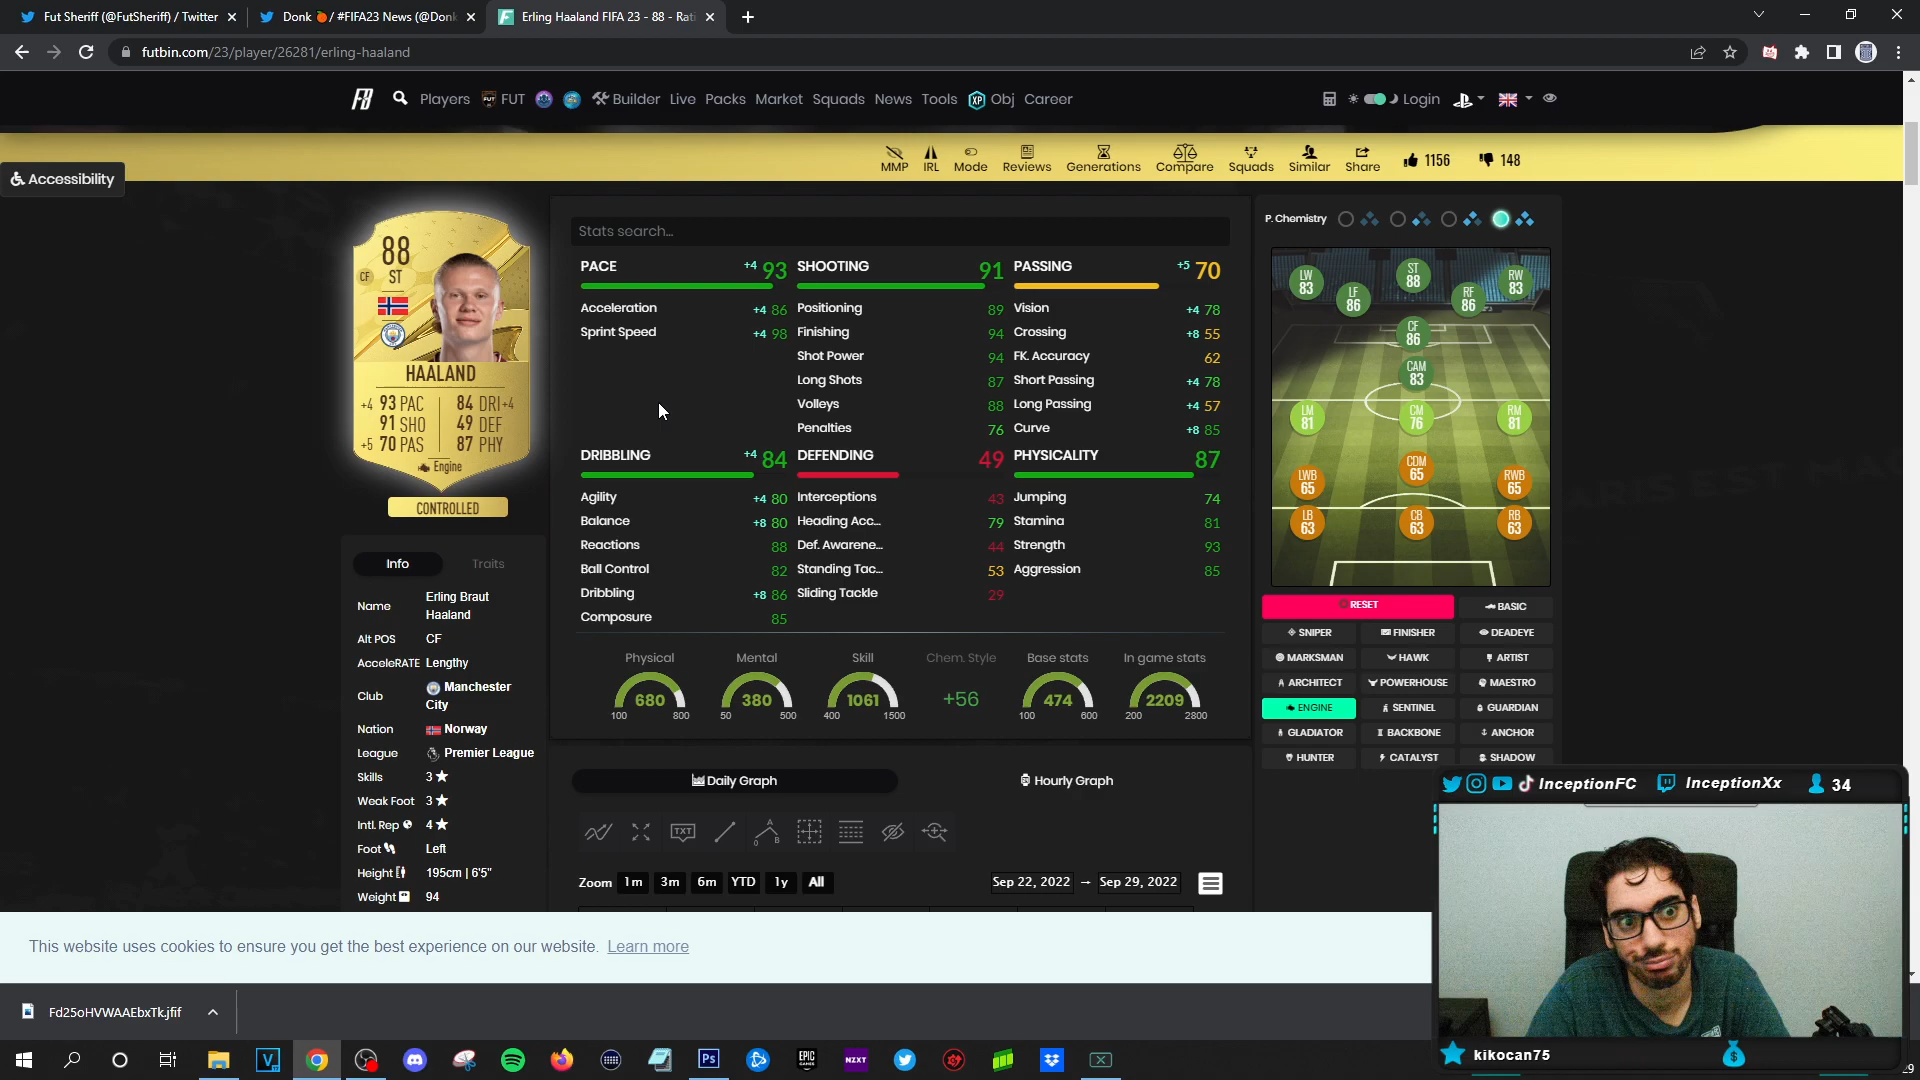 Fut Sheriff (@FutSheriff) / Twitter
Donk 🍑/ #FIFA23 News (@Donk
Erling Haaland FIFA 23 - 88 - Rati
futbin.com/23/player/26281/erling-haaland
Players FUT Builder Live Packs Market Squads News Tools XP Obj Career Login
MMP IRL Mode Reviews Generations Compare Squads Similar Share 1156 148
Accessibility
88
CF ST
HAALAND
+4 93 PAC 84 DRI +4
91 SHO 49 DEF
+5 70 PAS 87 PHY
Engine
CONTROLLED
Info Traits
Name Erling Braut Haaland
Alt POS CF
AcceleRATE Lengthy
Club Manchester City
Nation Norway
League Premier League
Skills 3★
Weak Foot 3★
Intl. Rep 4★
Foot Left
Height 195cm | 6'5"
Weight 94
Stats search...
PACE +4 93
Acceleration +4 86
Sprint Speed +4 98
SHOOTING 91
Positioning 89
Finishing 94
Shot Power 94
Long Shots 87
Volleys 88
Penalties 76
PASSING +5 70
Vision +4 78
Crossing +8 55
FK. Accuracy 62
Short Passing +4 78
Long Passing +4 57
Curve +8 85
DRIBBLING +4 84
Agility +4 80
Balance +8 80
Reactions 88
Ball Control 82
Dribbling +8 86
Composure 85
DEFENDING 49
Interceptions 43
Heading Acc... 79
Def. Awarene... 44
Standing Tac... 53
Sliding Tackle 29
PHYSICALITY 87
Jumping 74
Stamina 81
Strength 93
Aggression 85
Physical Mental Skill Chem. Style Base stats In game stats
680 380 1061 +56 474 2209
100 800 50 500 400 1500 100 600 200 2800
Daily Graph Hourly Graph
TXT
A
0 B
Zoom 1m 3m 6m YTD 1y All
Sep 22, 2022 → Sep 29, 2022
P. Chemistry
LW 83
ST 88
RW 83
LF 86
RF 86
CF 86
CAM 83
LM 81
CM 76
RM 81
LWB 65
CDM 65
RWB 65
LB 63
CB 63
RB 63
RESET BASIC
SNIPER FINISHER DEADEYE
MARKSMAN HAWK ARTIST
ARCHITECT POWERHOUSE MAESTRO
ENGINE SENTINEL GUARDIAN
GLADIATOR BACKBONE ANCHOR
HUNTER CATALYST SHADOW
InceptionFC InceptionXx 34
This website uses cookies to ensure you get the best experience on our website. Learn more
Fd25oHVWAAEbxTk.jfif
kikocan75
V Ps EPIC GAMES NZXT
29